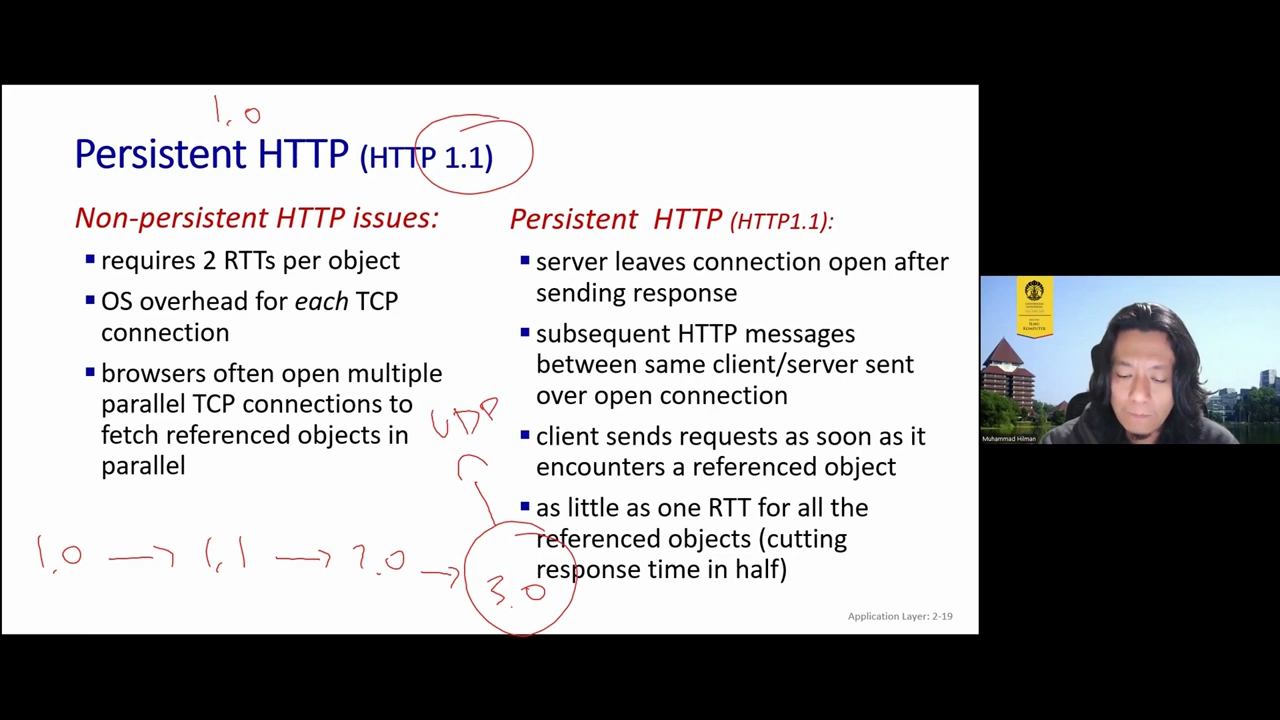 1.0
Persistent HTTP (HTTP 1.1)
Non-persistent HTTP issues:
▪ requires 2 RTTs per object
▪ OS overhead for each TCP
connection
▪ browsers often open multiple
parallel TCP connections to
fetch referenced objects in
parallel
Persistent HTTP (HTTP1.1):
▪ server leaves connection open after
sending response
▪ subsequent HTTP messages
between same client/server sent
over open connection
▪ client sends requests as soon as it
encounters a referenced object
▪ as little as one RTT for all the
referenced objects (cutting
response time in half)
UDP
1.0 → 1.1 → 2.0 → 3.0
Application Layer: 2-19
ILMU
KOMPUTER
Muhammad Hilman